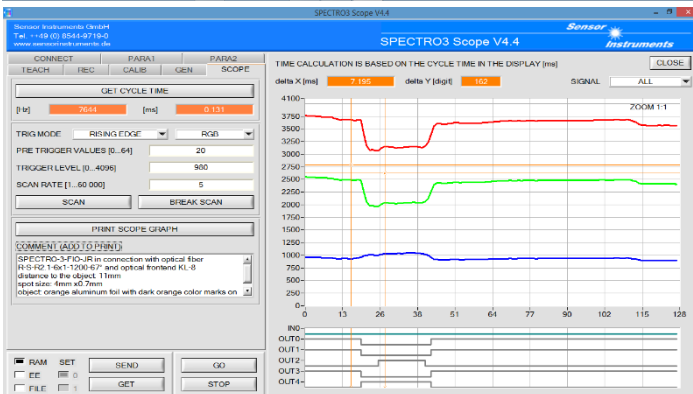 SPECTRO3 Scope V4.4
Sensor Instruments GmbH
Tel. ++49 (0) 8544-9719-0
www.sensorinstruments.de
SPECTRO3 Scope V4.4
Sensor
Instruments
CONNECT PARA1 PARA2
TEACH REC CALIB GEN SCOPE
GET CYCLE TIME
[Hz] 7644 [ms] 0.131
TRIG MODE RISING EDGE RGB
PRE TRIGGER VALUES [0..64] 20
TRIGGER LEVEL [0..4096] 980
SCAN RATE [1...60 000] 5
SCAN BREAK SCAN
PRINT SCOPE GRAPH
COMMENT (ADD TO PRINT)
SPECTRO-3-FIO-JR in connection with optical fiber
R-S-R2.1-6x1-1200-67° and optical frontend KL-8
distance to the object: 11mm
spot size: 4mm x0.7mm
object: orange aluminum foil with dark orange color marks on
RAM SET SEND GO
EE 0
FILE 1 GET STOP
TIME CALCULATION IS BASED ON THE CYCLE TIME IN THE DISPLAY [ms]
CLOSE
delta X [ms] 7.195 delta Y [digit] 162 SIGNAL ALL
ZOOM 1:1
4100
3750
3500
3250
3000
2750
2500
2250
2000
1750
1500
1250
1000
750
500
250
0
0 13 26 38 51 64 77 90 102 115 128
IN0
OUT0
OUT1
OUT2
OUT3
OUT4